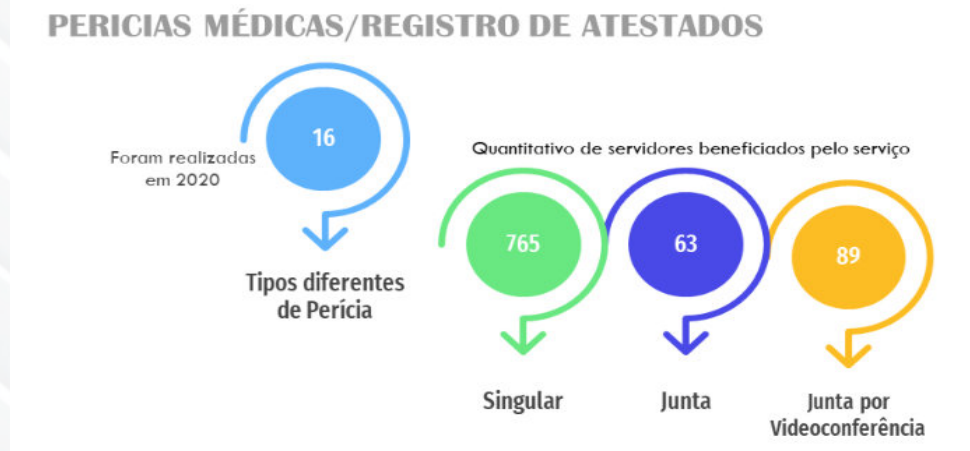 PERICIAS MÉDICAS/REGISTRO DE ATESTADOS
Foram realizadas
em 2020
16
Tipos diferentes
de Perícia
Quantitativo de servidores beneficiados pelo serviço
765
Singular
63
Junta
89
Junta por
Videoconferência